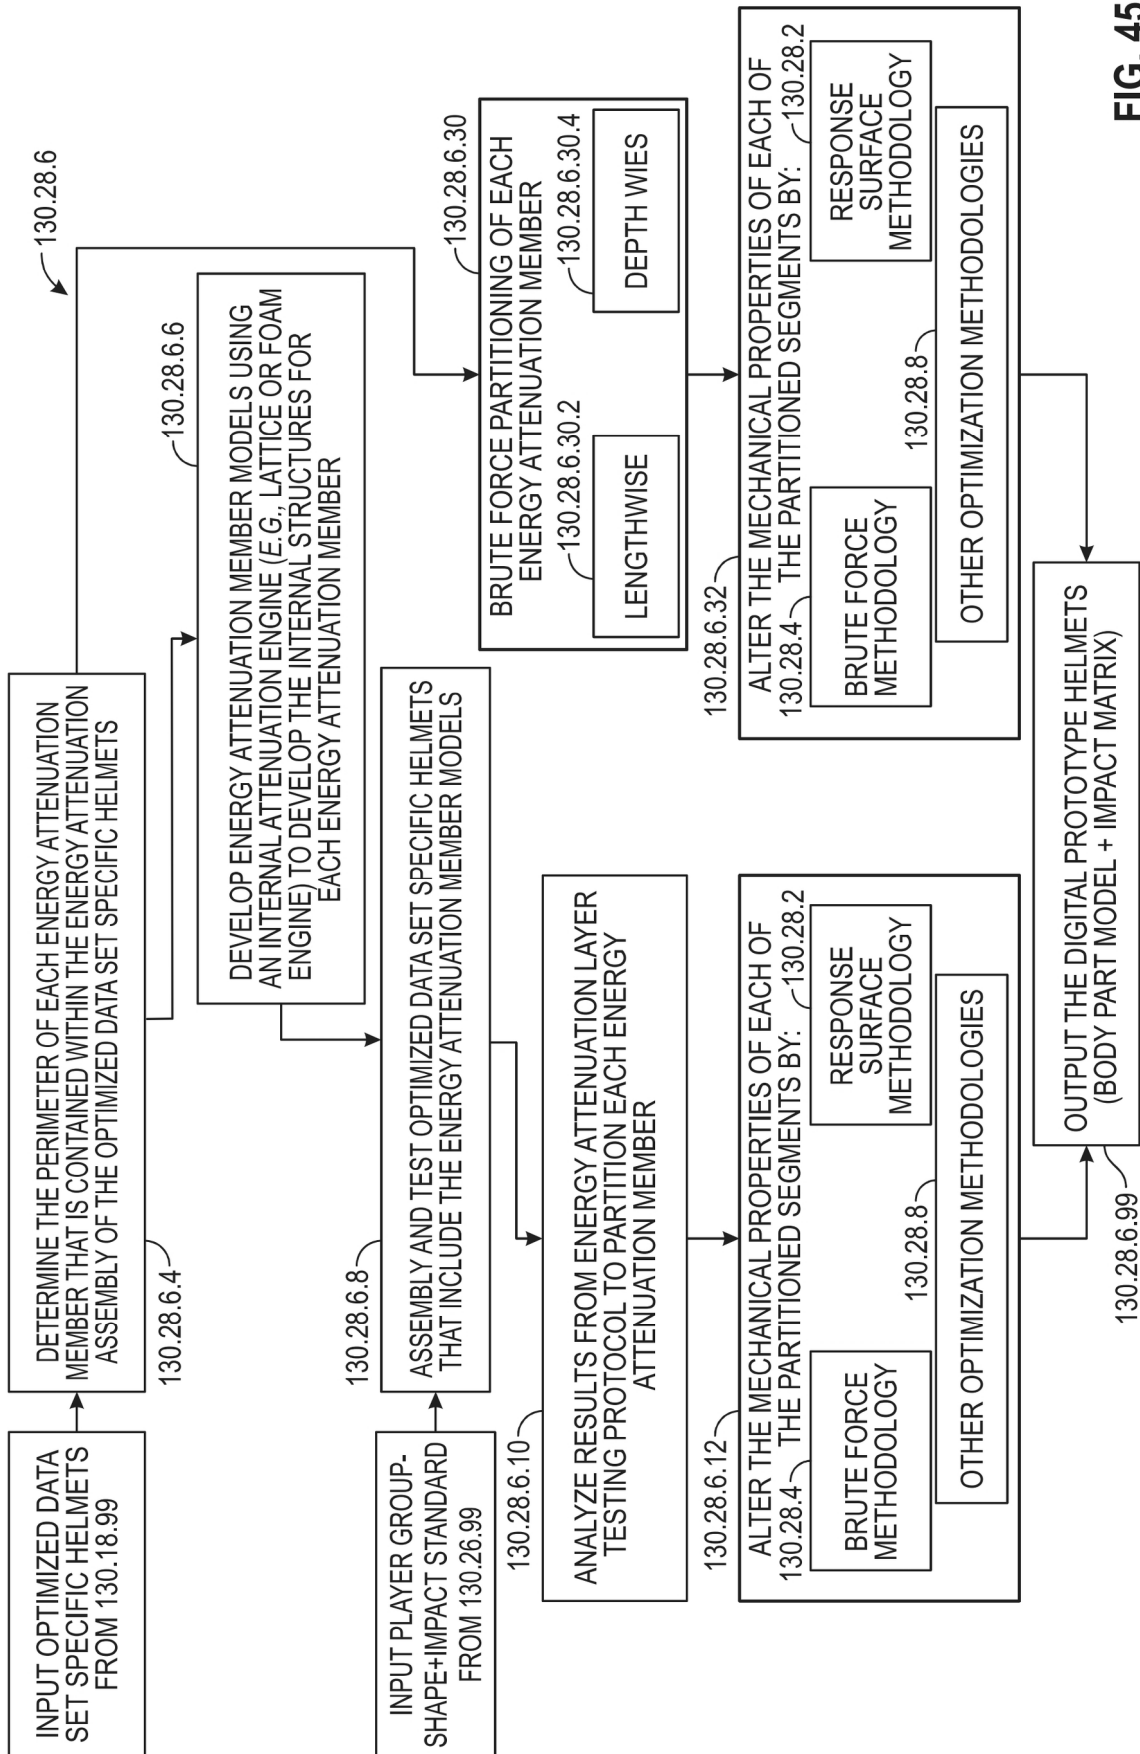 130.28.6
INPUT OPTIMIZED DATA
SET SPECIFIC HELMETS
FROM 130.18.99
DETERMINE THE PERIMETER OF EACH ENERGY ATTENUATION
MEMBER THAT IS CONTAINED WITHIN THE ENERGY ATTENUATION
ASSEMBLY OF THE OPTIMIZED DATA SET SPECIFIC HELMETS
130.28.6.4
130.28.6.6
DEVELOP ENERGY ATTENUATION MEMBER MODELS USING
AN INTERNAL ATTENUATION ENGINE (E.G., LATTICE OR FOAM
ENGINE) TO DEVELOP THE INTERNAL STRUCTURES FOR
EACH ENERGY ATTENUATION MEMBER
INPUT PLAYER GROUP-
SHAPE+IMPACT STANDARD
FROM 130.26.99
130.28.6.8
ASSEMBLY AND TEST OPTIMIZED DATA SET SPECIFIC HELMETS
THAT INCLUDE THE ENERGY ATTENUATION MEMBER MODELS
130.28.6.10
ANALYZE RESULTS FROM ENERGY ATTENUATION LAYER
TESTING PROTOCOL TO PARTITION EACH ENERGY
ATTENUATION MEMBER
130.28.6.30
BRUTE FORCE PARTITIONING OF EACH
ENERGY ATTENUATION MEMBER
130.28.6.30.2
LENGTHWISE
130.28.6.30.4
DEPTH WIES
130.28.6.12
ALTER THE MECHANICAL PROPERTIES OF EACH OF
THE PARTITIONED SEGMENTS BY:
130.28.4
BRUTE FORCE
METHODOLOGY
130.28.2
RESPONSE
SURFACE
METHODOLOGY
130.28.8
OTHER OPTIMIZATION METHODOLOGIES
130.28.6.32
ALTER THE MECHANICAL PROPERTIES OF EACH OF
THE PARTITIONED SEGMENTS BY:
130.28.4
BRUTE FORCE
METHODOLOGY
130.28.2
RESPONSE
SURFACE
METHODOLOGY
130.28.8
OTHER OPTIMIZATION METHODOLOGIES
OUTPUT THE DIGITAL PROTOTYPE HELMETS
(BODY PART MODEL + IMPACT MATRIX)
130.28.6.99
FIG. 45